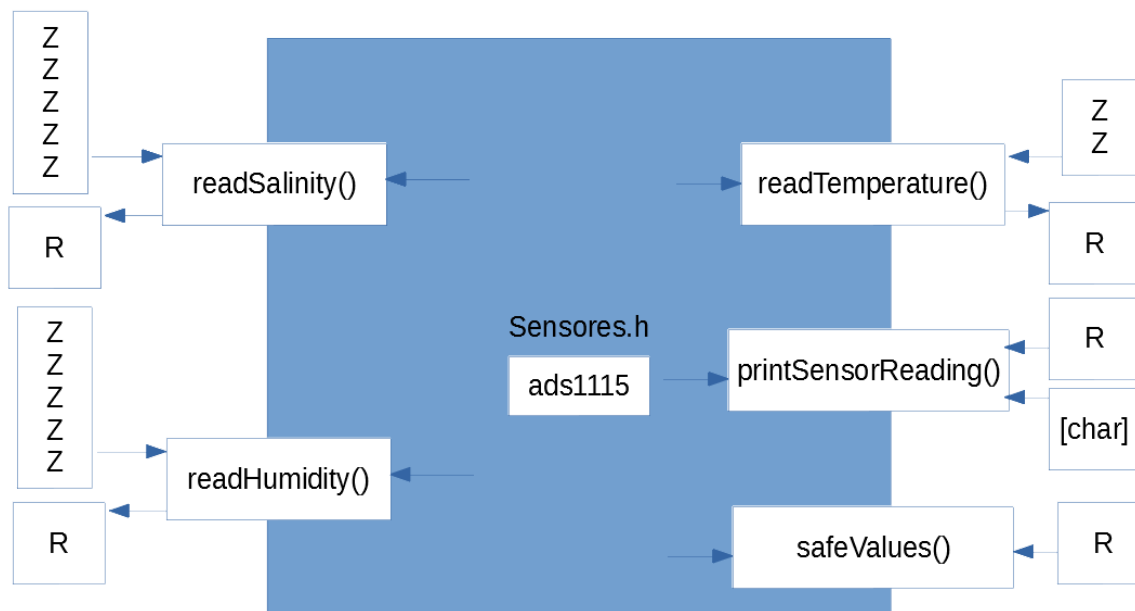 Z
Z
Z
Z
Z
readSalinity()
R
Z
Z
Z
Z
Z
readHumidity()
R
Sensores.h
ads1115
Z
Z
readTemperature()
R
R
printSensorReading()
[char]
safeValues()
R